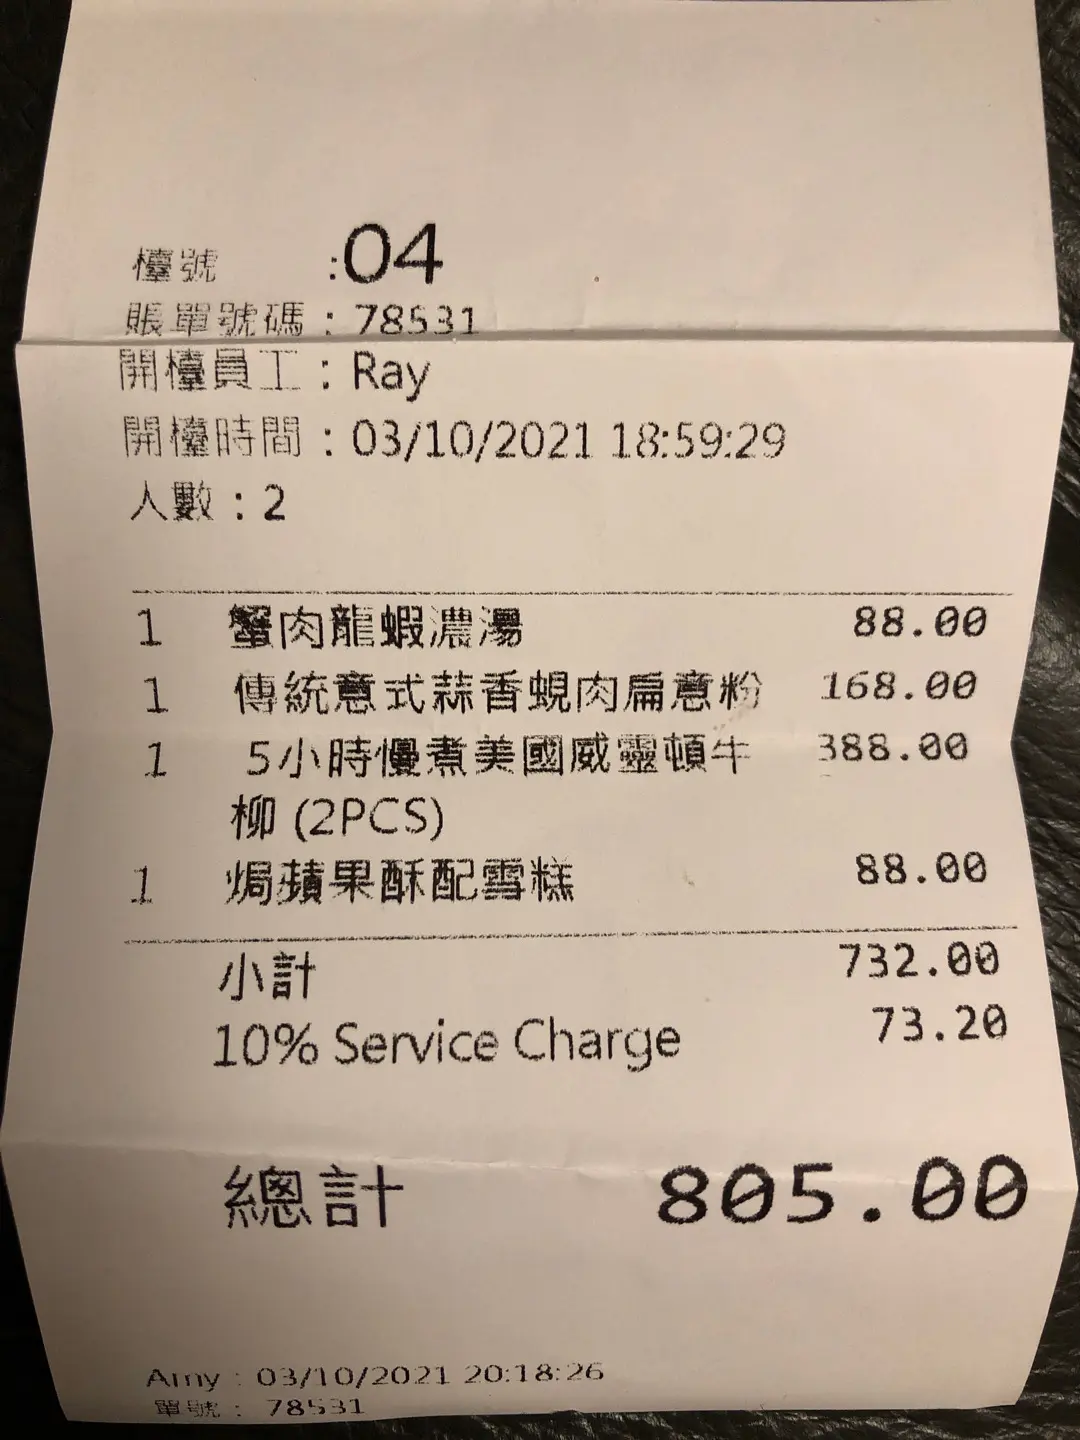 檯號 :04
賬單號碼 : 78531
開檯員工 : Ray
開檯時間 : 03/10/2021 18:59:29
人數 : 2
1 蟹肉龍蝦濃湯 88.00
1 傳統意式蒜香蜆肉扁意粉 168.00
1 5小時慢煮美國威靈頓牛 388.00
柳 (2PCS)
1 焗蘋果酥配雪糕 88.00
小計 732.00
10% Service Charge 73.20
總計 805.00
Amy : 03/10/2021 20:18:26
單號 : 78531